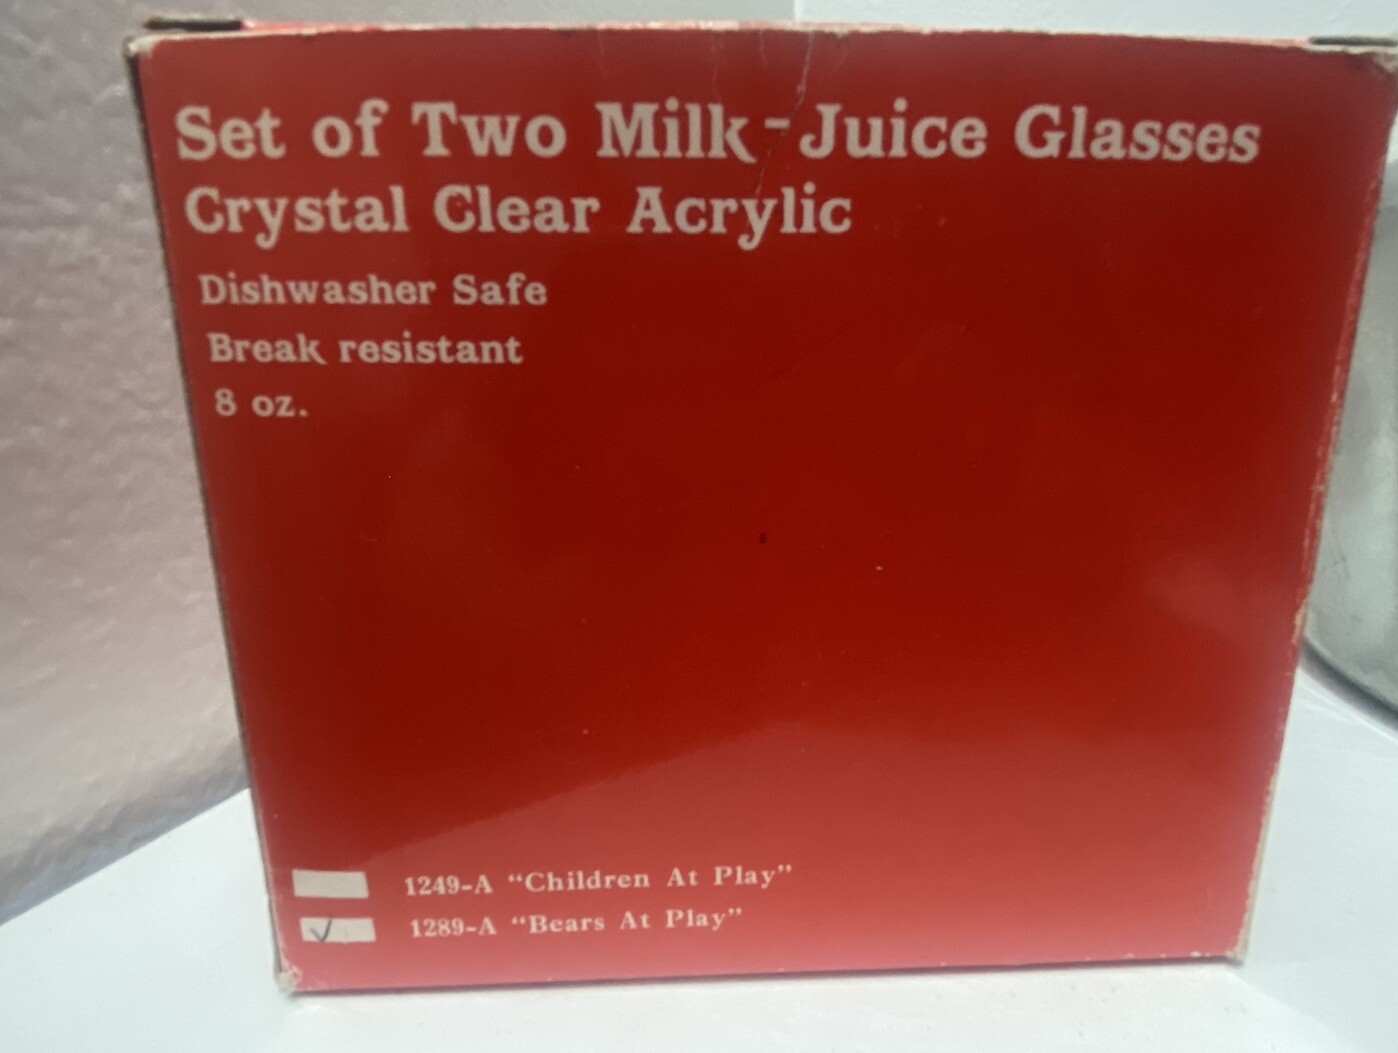 Set of Two Milk-Juice Glasses
Crystal Clear Acrylic
Dishwasher Safe
Break resistant
8 oz.
1249-A “Children At Play”
1289-A “Bears At Play”